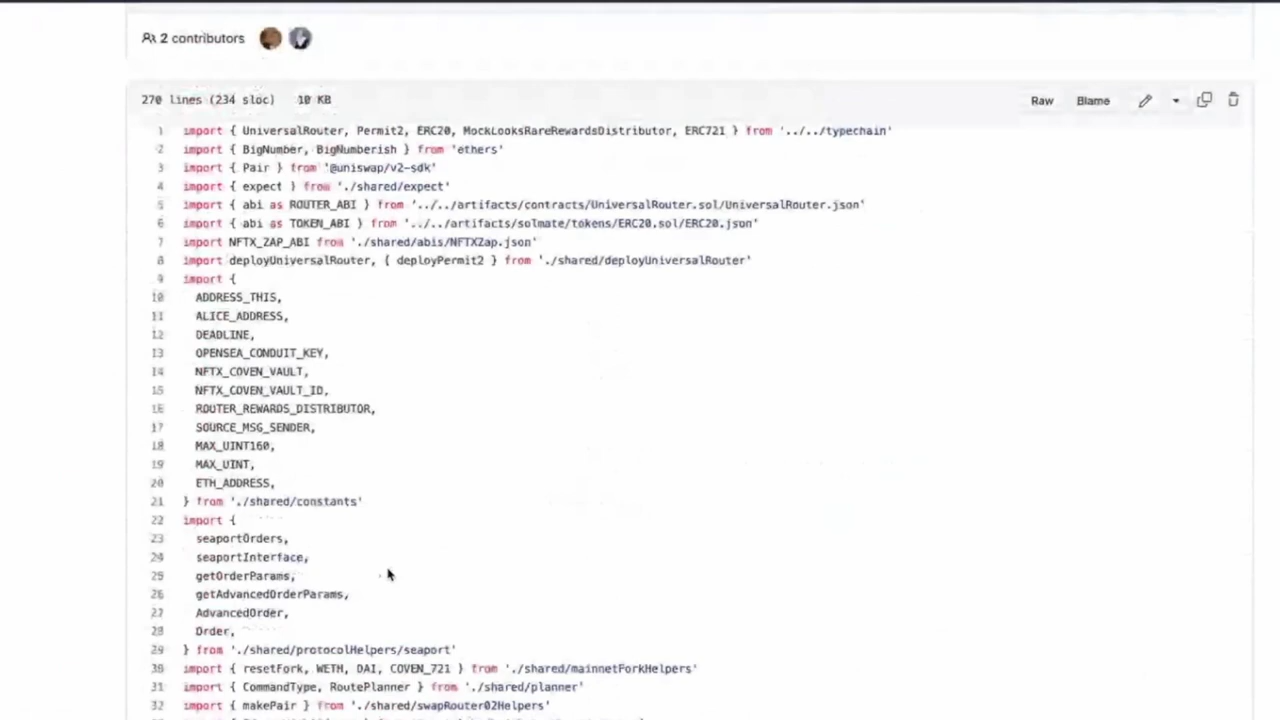 2 contributors
270 lines (234 sloc) 10 KB
Raw Blame
1 import { UniversalRouter, Permit2, ERC20, MockLooksRareRewardsDistributor, ERC721 } from '../../typechain'
2 import { BigNumber, BigNumberish } from 'ethers'
3 import { Pair } from '@uniswap/v2-sdk'
4 import { expect } from './shared/expect'
5 import { abi as ROUTER_ABI } from '../../artifacts/contracts/UniversalRouter.sol/UniversalRouter.json'
6 import { abi as TOKEN_ABI } from '../../artifacts/solmate/tokens/ERC20.sol/ERC20.json'
7 import NFTX_ZAP_ABI from './shared/abis/NFTXZap.json'
8 import deployUniversalRouter, { deployPermit2 } from './shared/deployUniversalRouter'
9 import {
10 ADDRESS_THIS,
11 ALICE_ADDRESS,
12 DEADLINE,
13 OPENSEA_CONDUIT_KEY,
14 NFTX_COVEN_VAULT,
15 NFTX_COVEN_VAULT_ID,
16 ROUTER_REWARDS_DISTRIBUTOR,
17 SOURCE_MSG_SENDER,
18 MAX_UINT160,
19 MAX_UINT,
20 ETH_ADDRESS,
21 } from './shared/constants'
22 import {
23 seaportOrders,
24 seaportInterface,
25 getOrderParams,
26 getAdvancedOrderParams,
27 AdvancedOrder,
28 Order,
29 } from './shared/protocolHelpers/seaport'
30 import { resetFork, WETH, DAI, COVEN_721 } from './shared/mainnetForkHelpers'
31 import { CommandType, RoutePlanner } from './shared/planner'
32 import { makePair } from './shared/swapRouter02Helpers'